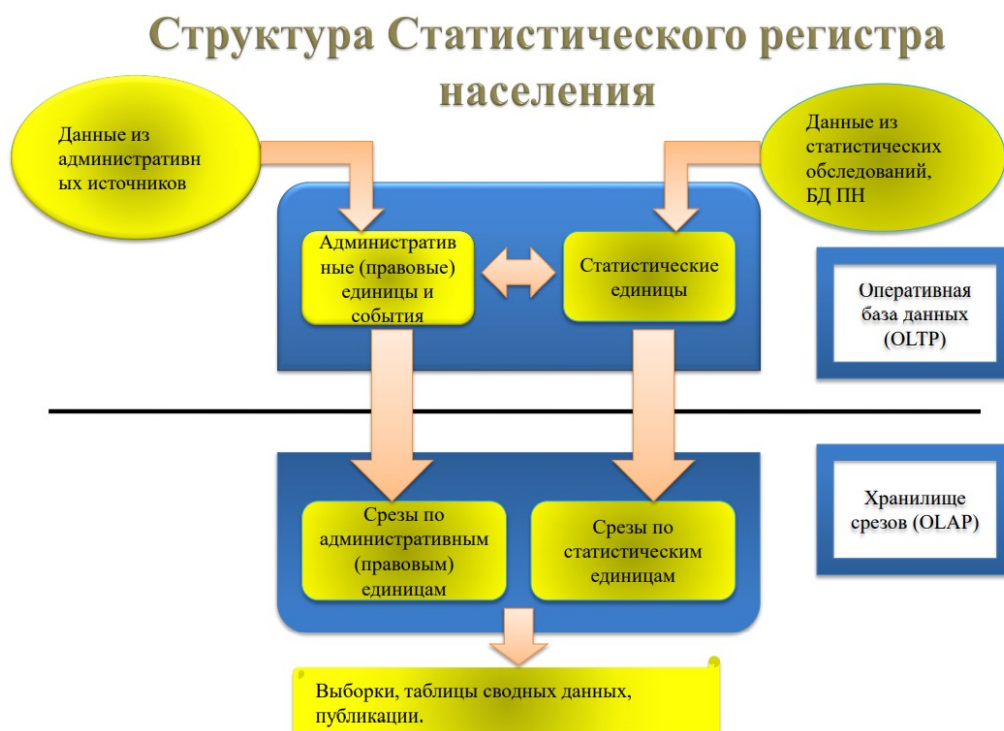 Структура Статистического регистра
населения
Данные из
административн
ых источников
Данные из
статистических
обследований,
БД ПН
Административ
ные (правовые)
единицы и
события
Статистические
единицы
Оперативная
база данных
(OLTP)
Срезы по
административным
(правовым)
единицам
Срезы по
статистическим
единицам
Хранилище
срезов (OLAP)
Выборки, таблицы сводных данных,
публикации.